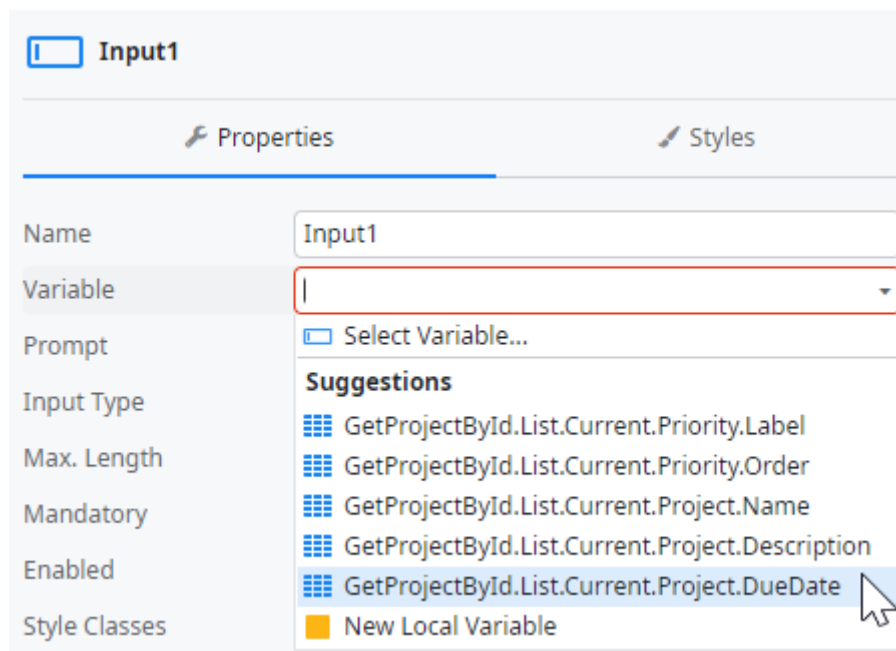 Input1
Properties
Styles
Name
Input1
Variable
Select Variable...
Prompt
Suggestions
Input Type
GetProjectById.List.Current.Priority.Label
Max. Length
GetProjectById.List.Current.Priority.Order
Mandatory
GetProjectById.List.Current.Project.Name
GetProjectById.List.Current.Project.Description
Enabled
GetProjectById.List.Current.Project.DueDate
Style Classes
New Local Variable